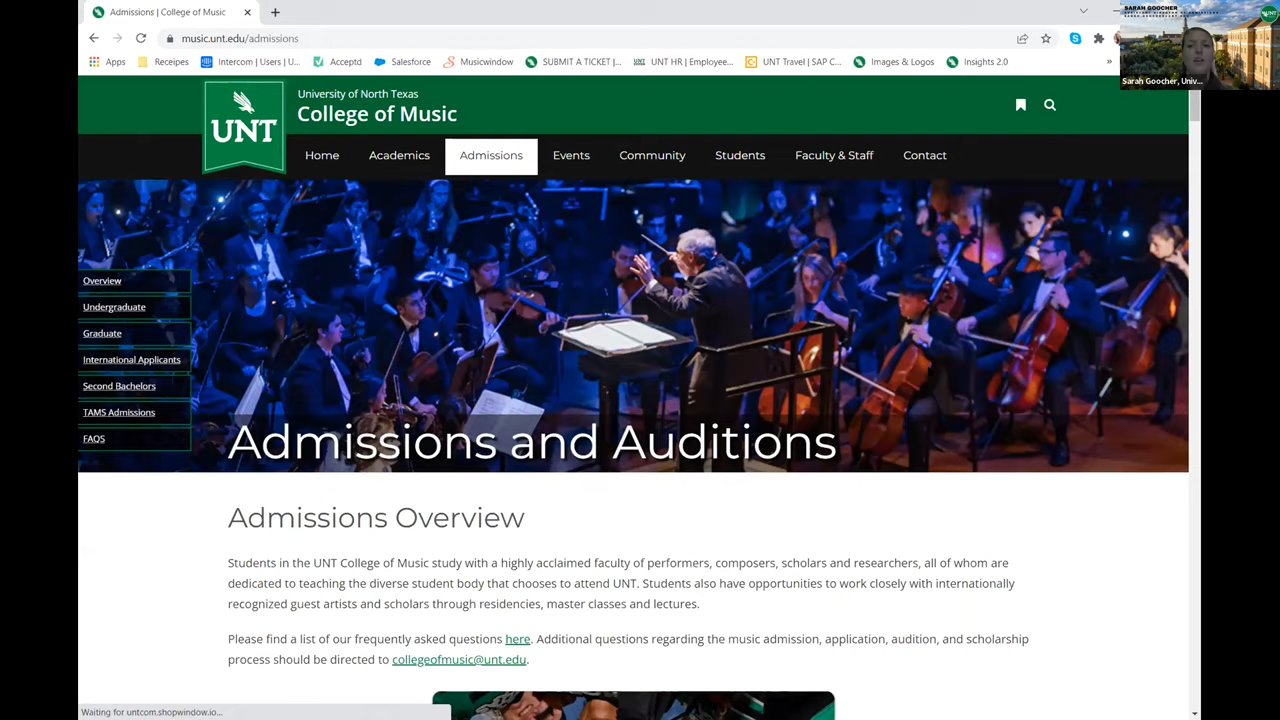 Admissions | College of Music
music.unt.edu/admissions
Apps
Receipes
Intercom | Users | U...
Acceptd
Salesforce
Musicwindow
SUBMIT A TICKET |...
UNT HR | Employee...
UNT Travel | SAP C...
Images & Logos
Insights 2.0
»
SARAH GOOCHER
Sarah Goocher, Univ...
UNT
University of North Texas
College of Music
Home
Academics
Admissions
Events
Community
Students
Faculty & Staff
Contact
Overview
Undergraduate
Graduate
International Applicants
Second Bachelors
TAMS Admissions
FAQS
Admissions and Auditions
Admissions Overview
Students in the UNT College of Music study with a highly acclaimed faculty of performers, composers, scholars and researchers, all of whom are
dedicated to teaching the diverse student body that chooses to attend UNT. Students also have opportunities to work closely with internationally
recognized guest artists and scholars through residencies, master classes and lectures.
Please find a list of our frequently asked questions here. Additional questions regarding the music admission, application, audition, and scholarship
process should be directed to collegeofmusic@unt.edu.
Waiting for untcom.shopwindow.io...